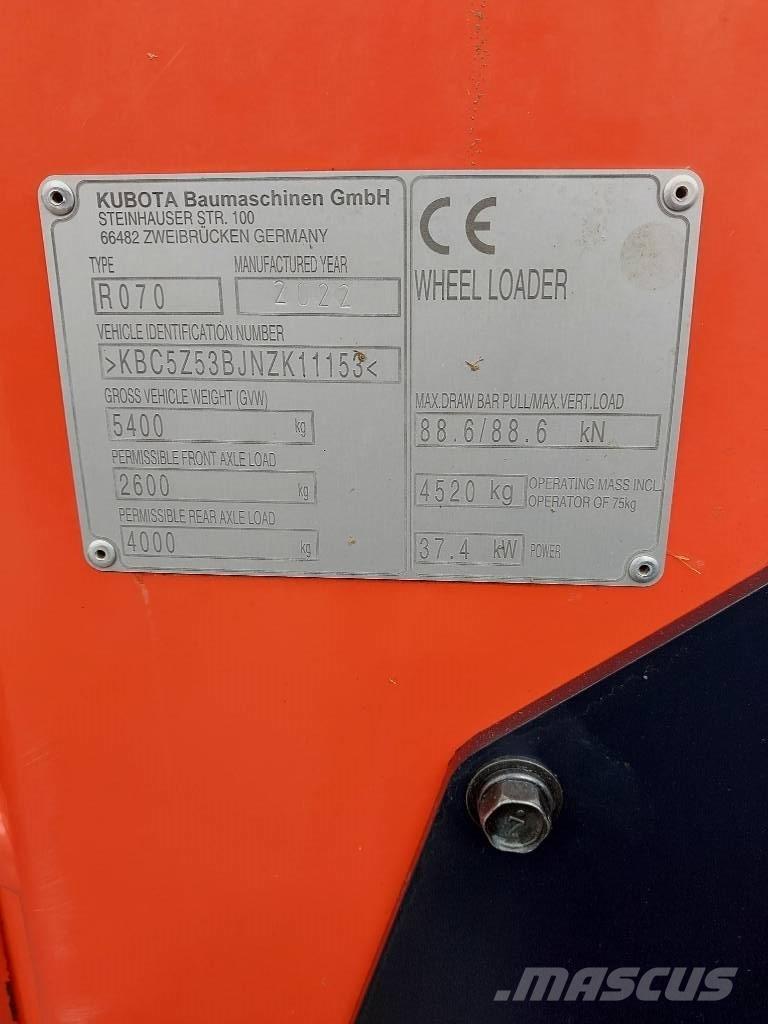 KUBOTA Baumaschinen GmbH
STEINHAUSER STR. 100
66482 ZWEIBRÜCKEN GERMANY
TYPE MANUFACTURED YEAR
R070 2022
VEHICLE IDENTIFICATION NUMBER
>KBC5Z53BJNZK11153<
GROSS VEHICLE WEIGHT (GVW)
5400 kg
PERMISSIBLE FRONT AXLE LOAD
2600 kg
PERMISSIBLE REAR AXLE LOAD
4000 kg
CE
WHEEL LOADER
MAX.DRAW BAR PULL/MAX.VERT.LOAD
88.6/88.6 kN
4520 kg OPERATING MASS INCL.
OPERATOR OF 75kg
37.4 kW POWER
7
MASCUS